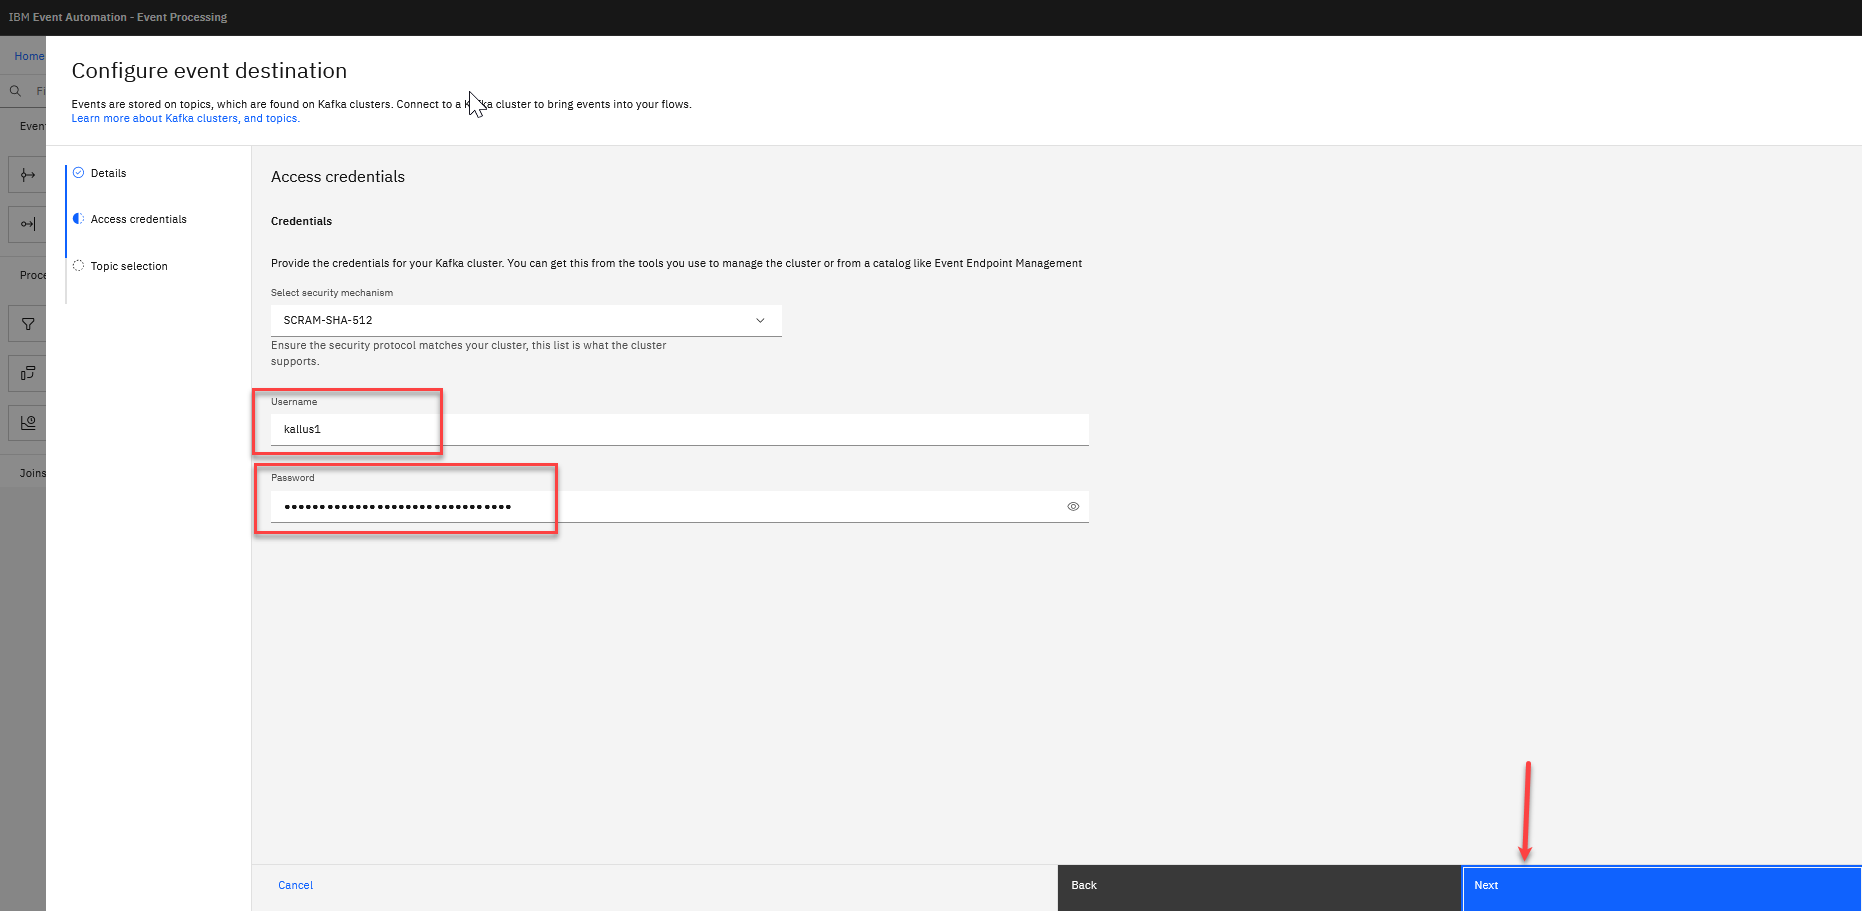 IBM Event Automation - Event Processing
Home
Configure event destination
Events are stored on topics, which are found on Kafka clusters. Connect to a cluster to bring events into your flows.
Learn more about Kafka clusters, and topics.
Details
Access credentials
Topic selection
Access credentials
Credentials
Provide the credentials for your Kafka cluster. You can get this from the tools you use to manage the cluster or from a catalog like Event Endpoint Management
Select security mechanism
SCRAM-SHA-512
Ensure the security protocol matches your cluster, this list is what the cluster
supports.
Username
kallus1
Password
Joins
Cancel
Back
Next